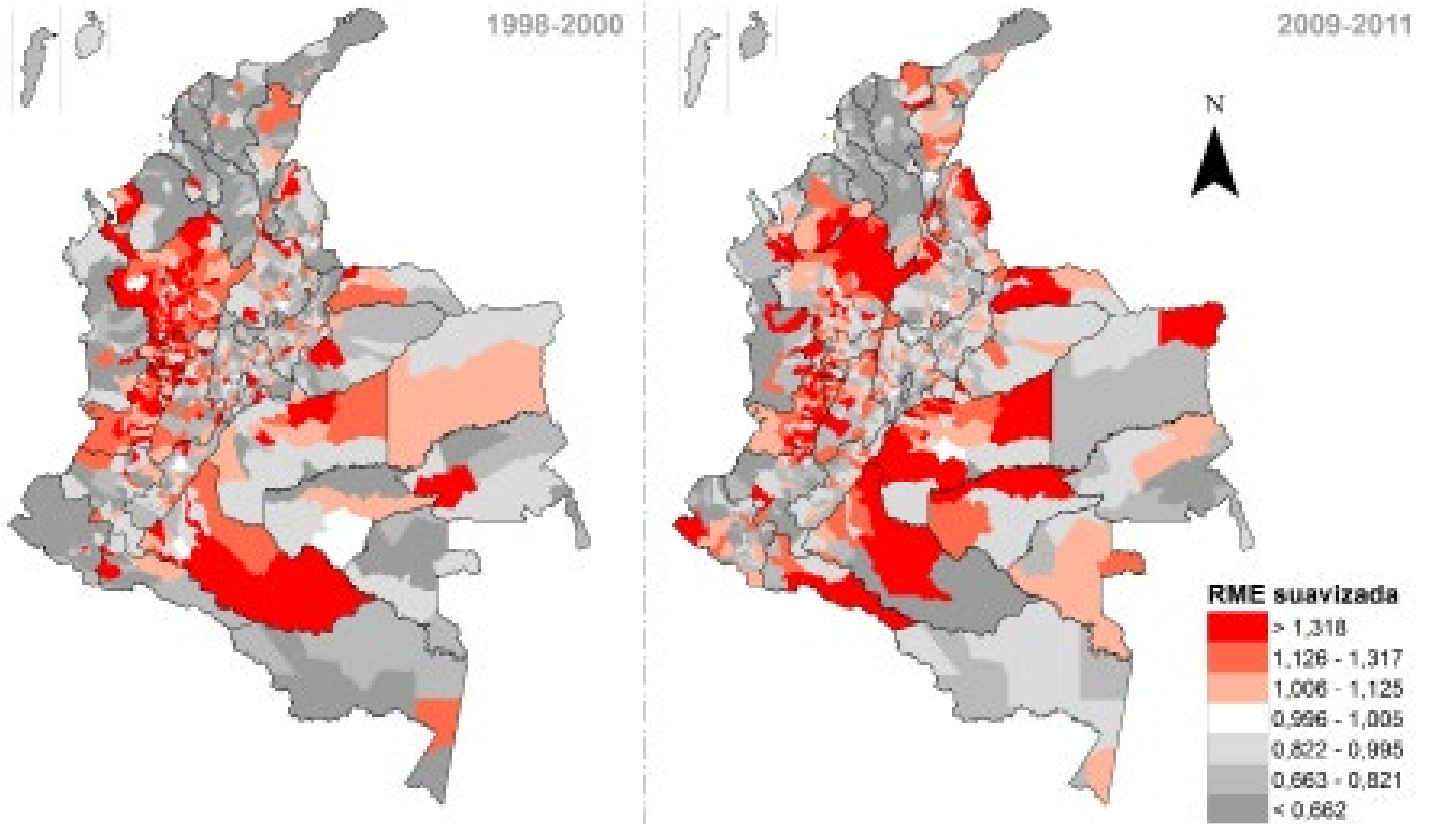 1998-2000
2009-2011
N
RME suavizada
> 1,318
1,126 - 1,317
1,006 - 1,125
0,996 - 1,005
0,822 - 0,995
0,663 - 0,821
< 0,662